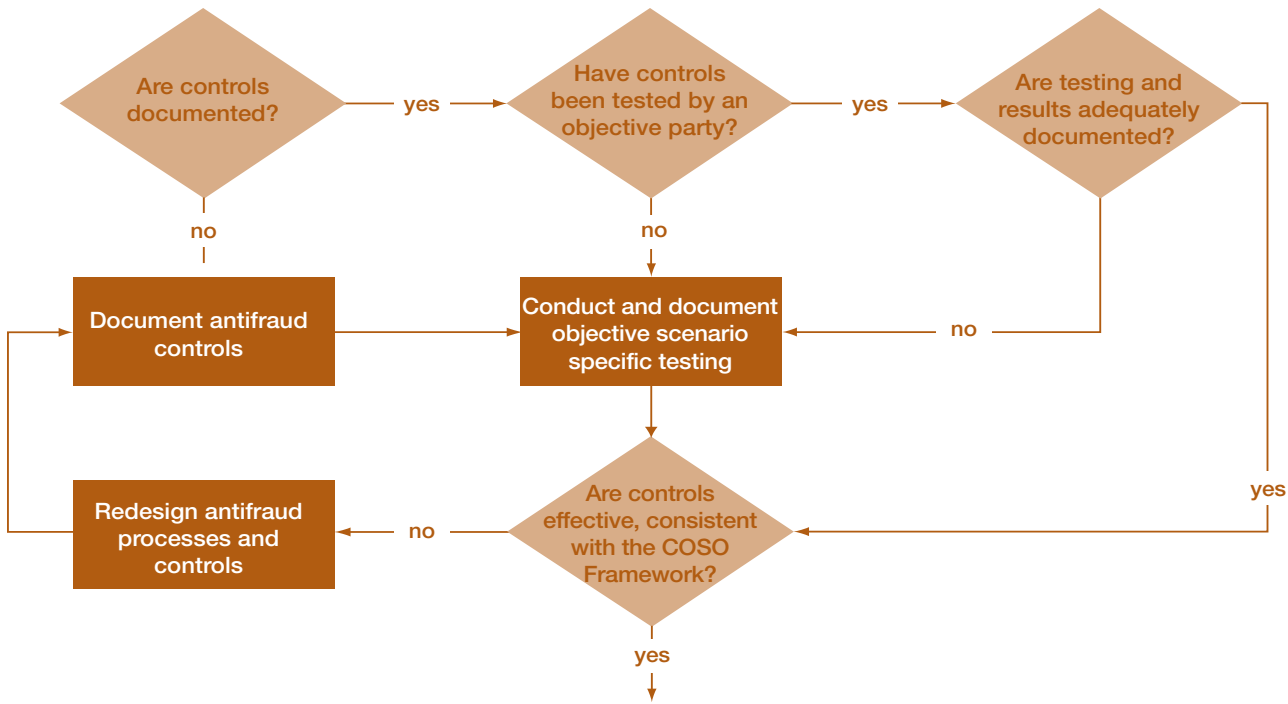 Are controls
documented?
yes
Have controls
been tested by an
objective party?
yes
Are testing and
results adequately
documented?
no
no
Document antifraud
controls
Conduct and document
objective scenario
specific testing
no
yes
Redesign antifraud
processes and
controls
no
Are controls
effective, consistent
with the COSO
Framework?
yes